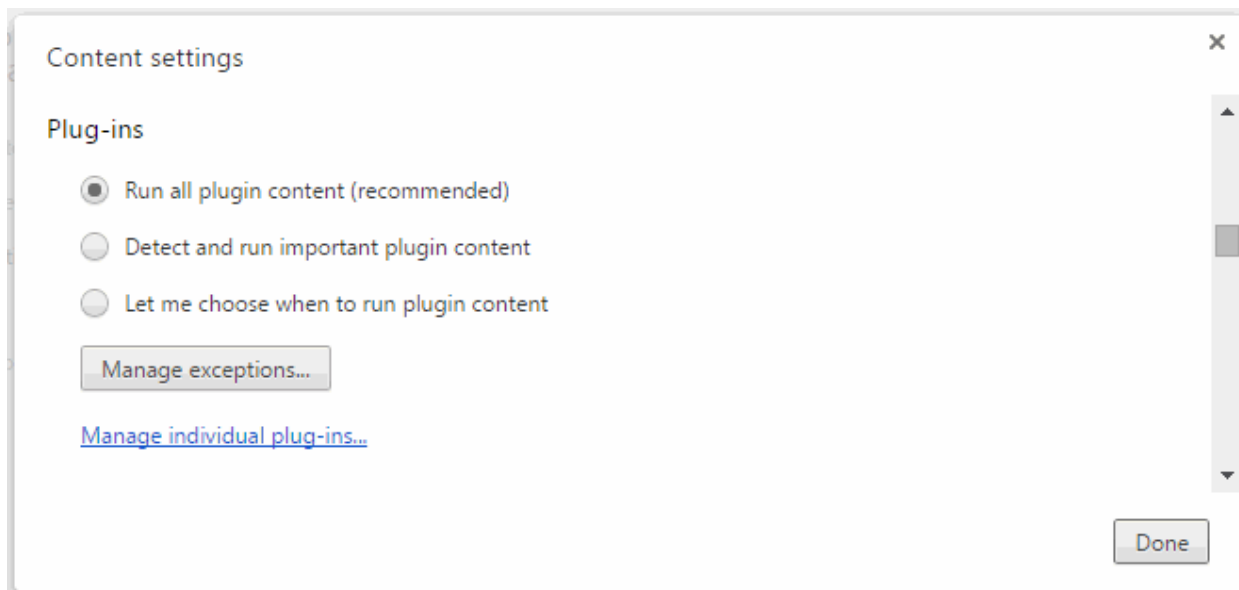 Content settings
Plug-ins
Run all plugin content (recommended)
Detect and run important plugin content
Let me choose when to run plugin content
Manage exceptions...
Manage individual plug-ins...
Done